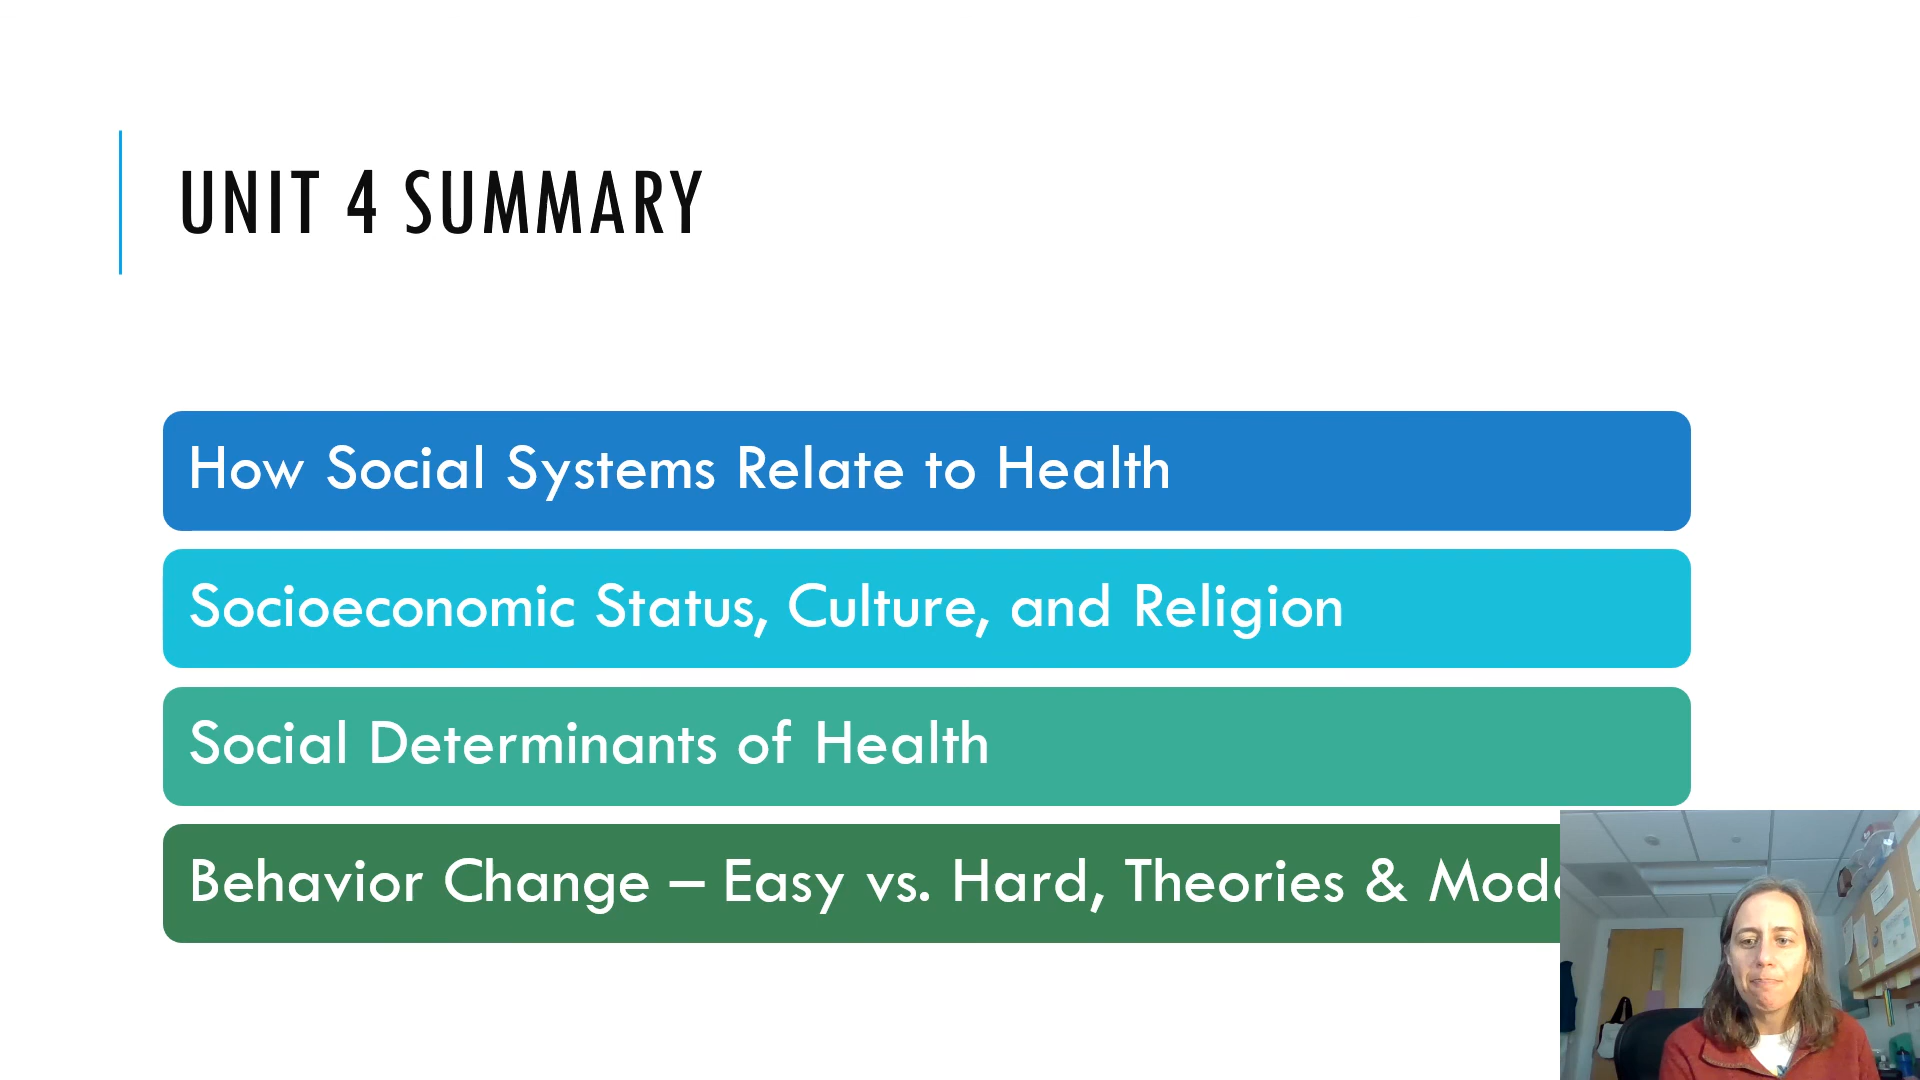 UNIT 4 SUMMARY
How Social Systems Relate to Health
Socioeconomic Status, Culture, and Religion
Social Determinants of Health
Behavior Change – Easy vs. Hard, Theories &